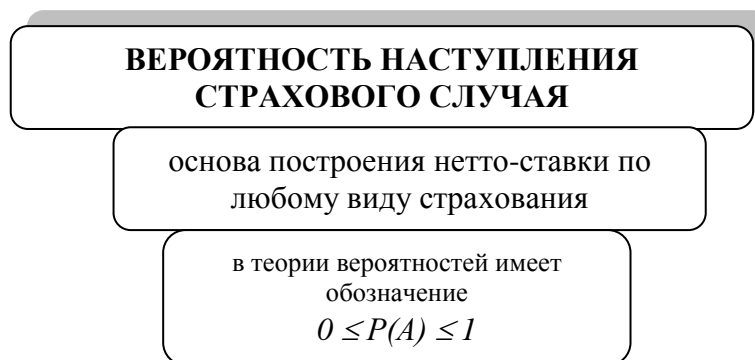 ВЕРОЯТНОСТЬ НАСТУПЛЕНИЯ
СТРАХОВОГО СЛУЧАЯ
основа построения нетто-ставки по
любому виду страхования
в теории вероятностей имеет
обозначение
0 ≤ P(A) ≤ 1